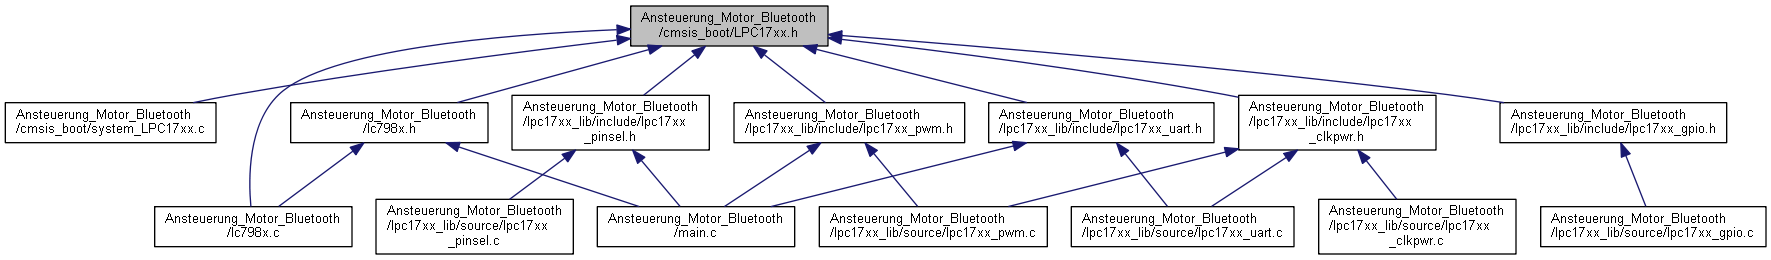 Ansteuerung_Motor_Bluetooth
/cmsis_boot/LPC17xx.h
Ansteuerung_Motor_Bluetooth
/cmsis_boot/system_LPC17xx.c
Ansteuerung_Motor_Bluetooth
/lc798x.h
Ansteuerung_Motor_Bluetooth
/lpc17xx_lib/include/lpc17xx
_pinsel.h
Ansteuerung_Motor_Bluetooth
/lpc17xx_lib/include/lpc17xx_pwm.h
Ansteuerung_Motor_Bluetooth
/lpc17xx_lib/include/lpc17xx_uart.h
Ansteuerung_Motor_Bluetooth
/lpc17xx_lib/include/lpc17xx
_clkpwr.h
Ansteuerung_Motor_Bluetooth
/lpc17xx_lib/include/lpc17xx_gpio.h
Ansteuerung_Motor_Bluetooth
/lc798x.c
Ansteuerung_Motor_Bluetooth
/lpc17xx_lib/source/lpc17xx
_pinsel.c
Ansteuerung_Motor_Bluetooth
/main.c
Ansteuerung_Motor_Bluetooth
/lpc17xx_lib/source/lpc17xx_pwm.c
Ansteuerung_Motor_Bluetooth
/lpc17xx_lib/source/lpc17xx_uart.c
Ansteuerung_Motor_Bluetooth
/lpc17xx_lib/source/lpc17xx
_clkpwr.c
Ansteuerung_Motor_Bluetooth
/lpc17xx_lib/source/lpc17xx_gpio.c